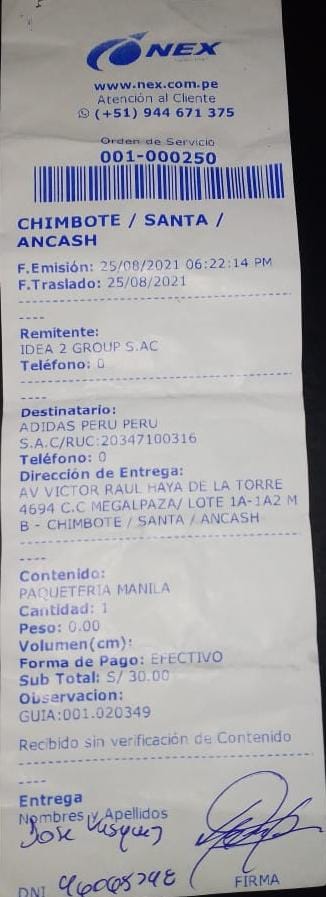 NEX
www.nex.com.pe
Atención al Cliente
(+51) 944 671 375
Orden de Servicio
001-000250
CHIMBOTE / SANTA /
ANCASH
F.Emisión: 25/08/2021 06:22:14 PM
F.Traslado: 25/08/2021
----
Remitente:
IDEA 2 GROUP S.AC
Teléfono: 0
Destinatario:
ADIDAS PERU PERU
S.A.C/RUC:20347100316
Teléfono: 0
Dirección de Entrega:
AV VICTOR RAUL HAYA DE LA TORRE
4694 C.C MEGALPAZA/ LOTE 1A-1A2 M
B - CHIMBOTE / SANTA / ANCASH
----
Contenido:
PAQUETERIA MANILA
Cantidad: 1
Peso: 0.00
Volumen(cm):
Forma de Pago: EFECTIVO
Sub Total: S/ 30.00
Observacion:
GUIA:001.020349
Recibido sin verificación de Contenido
----
Entrega
Nombres y Apellidos
Jose Vasquez
DNI
FIRMA